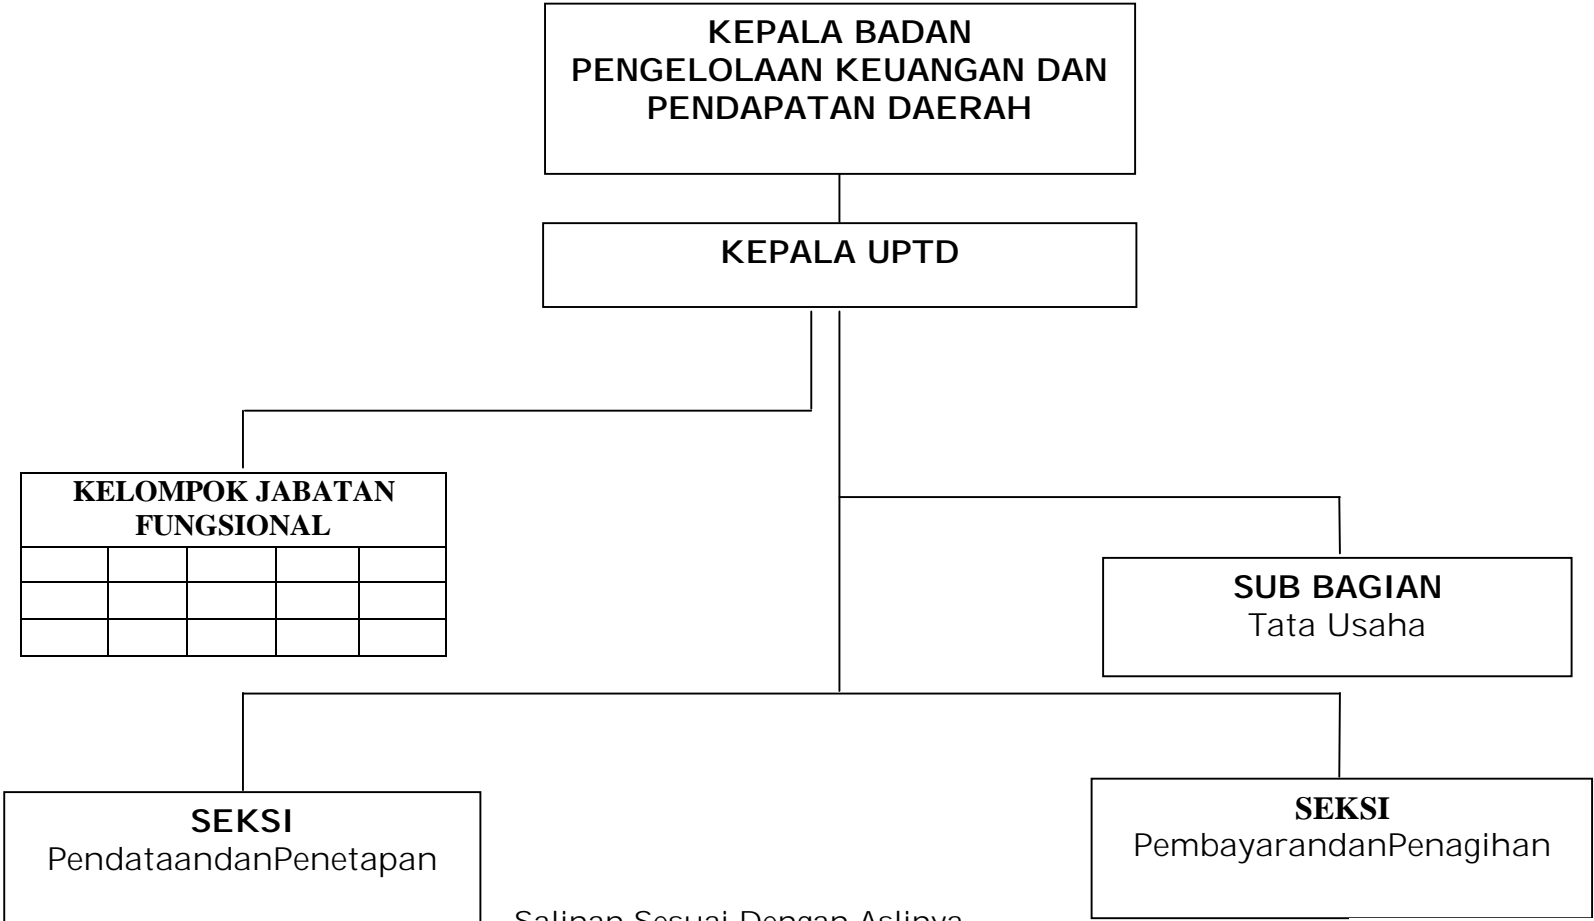 KEPALA BADAN
PENGELOLAAN KEUANGAN DAN
PENDAPATAN DAERAH
KEPALA UPTD
KELOMPOK JABATAN
FUNGSIONAL
SUB BAGIAN
Tata Usaha
SEKSI
PendataandanPenetapan
SEKSI
PembayarandanPenagihan
Salinan Sesuai Dengan Aslinya